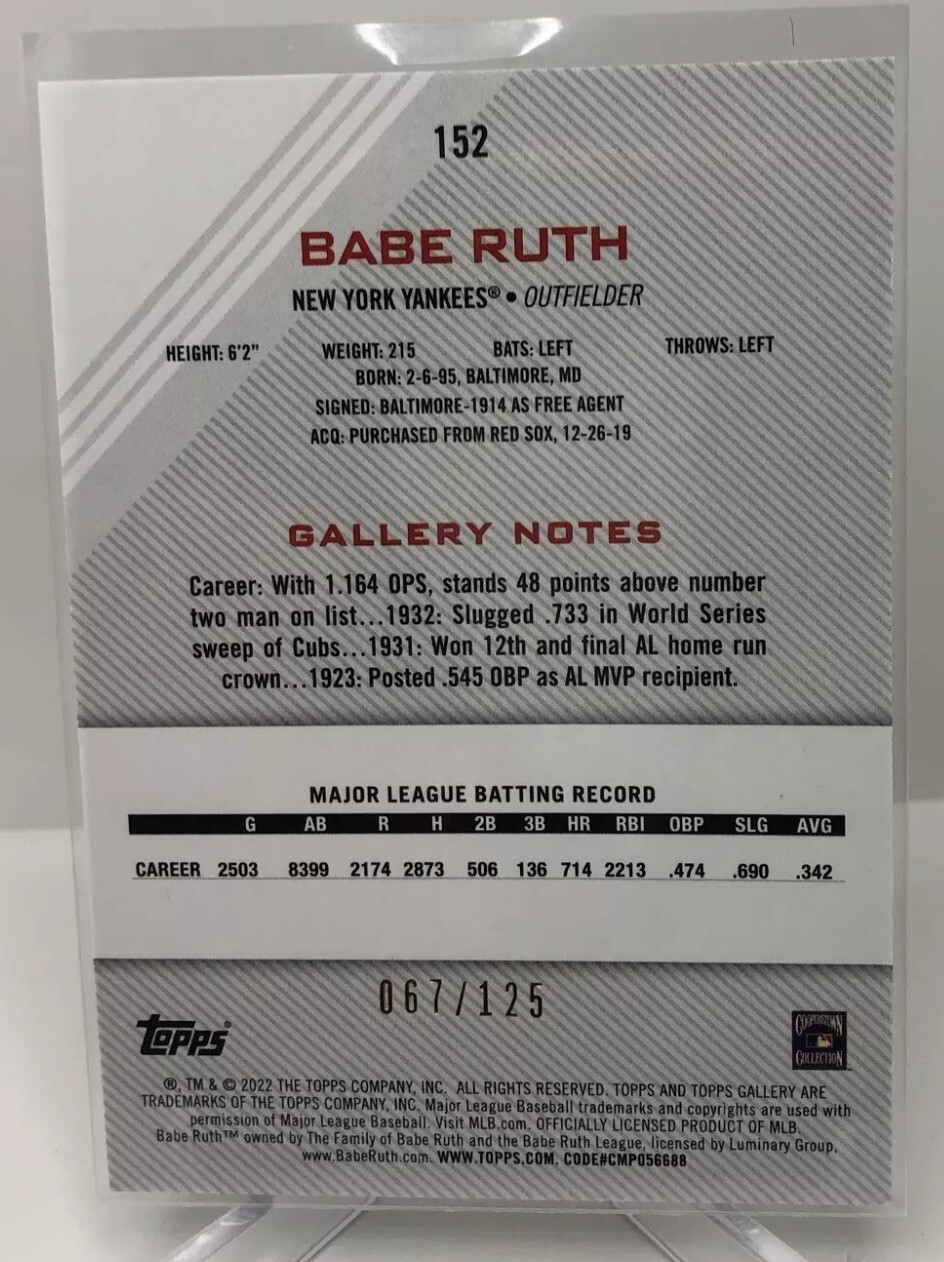 152
BABE RUTH
NEW YORK YANKEES® • OUTFIELDER
HEIGHT: 6'2" WEIGHT: 215 BATS: LEFT THROWS: LEFT
BORN: 2-6-95, BALTIMORE, MD
SIGNED: BALTIMORE-1914 AS FREE AGENT
ACQ: PURCHASED FROM RED SOX, 12-26-19
GALLERY NOTES
Career: With 1.164 OPS, stands 48 points above number
two man on list...1932: Slugged .733 in World Series
sweep of Cubs...1931: Won 12th and final AL home run
crown...1923: Posted .545 OBP as AL MVP recipient.
MAJOR LEAGUE BATTING RECORD
G AB R H 2B 3B HR RBI OBP SLG AVG
CAREER 2503 8399 2174 2873 506 136 714 2213 .474 .690 .342
067/125
topps®
COOPERSTOWN
COLLECTION
®, TM & © 2022 THE TOPPS COMPANY, INC. ALL RIGHTS RESERVED. TOPPS AND TOPPS GALLERY ARE
TRADEMARKS OF THE TOPPS COMPANY, INC. Major League Baseball trademarks and copyrights are used with
permission of Major League Baseball. Visit MLB.com. OFFICIALLY LICENSED PRODUCT OF MLB.
Babe Ruth™ owned by The Family of Babe Ruth and the Babe Ruth League, licensed by Luminary Group,
www.BabeRuth.com. WWW.TOPPS.COM. CODE#CMP056688